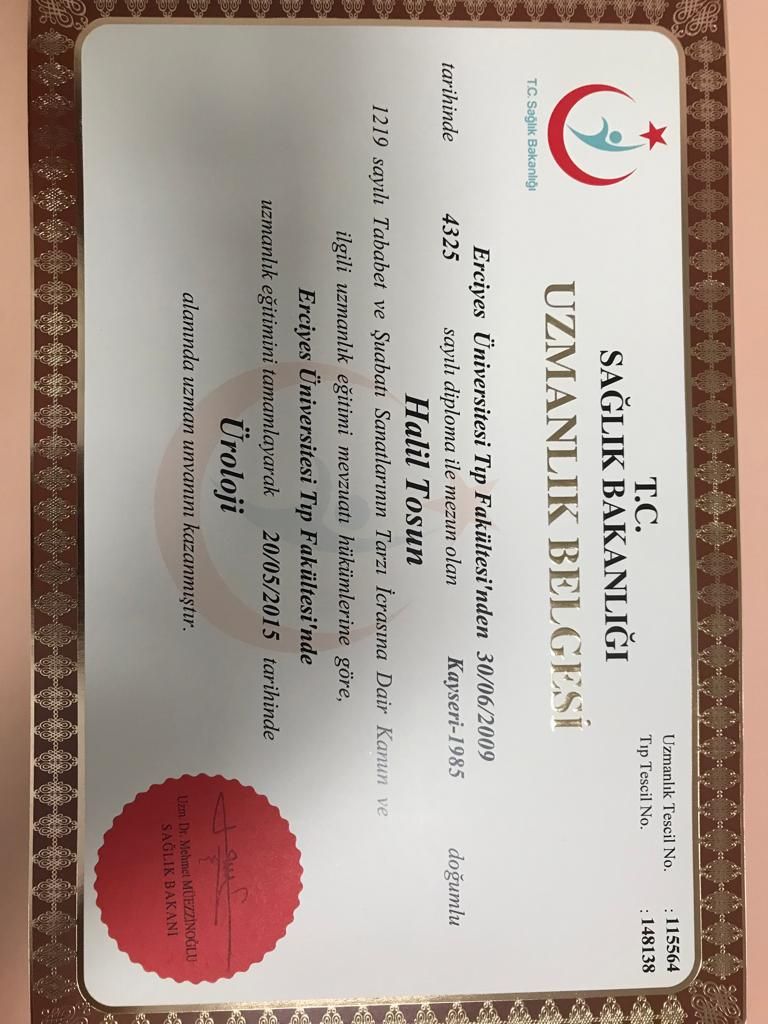 Uzmanlık Tescil No. : 115564
Tıp Tescil No. : 148138
T.C. Sağlık Bakanlığı
T.C.
SAĞLIK BAKANLIĞI
UZMANLIK BELGESİ
Erciyes Üniversitesi Tıp Fakültesi'nden 30/06/2009
tarihinde 4325 sayılı diploma ile mezun olan Kayseri-1985 doğumlu
Halil Tosun
1219 sayılı Tababet ve Şuabatı Sanatlarının Tarzı İcrasına Dair Kanun ve
ilgili uzmanlık eğitimi mevzuatı hükümlerine göre,
Erciyes Üniversitesi Tıp Fakültesi'nde
uzmanlık eğitimini tamamlayarak 20/05/2015 tarihinde
Üroloji
alanında uzman unvanını kazanmıştır.
Uzm. Dr. Mehmet MÜEZZİNOĞLU
SAĞLIK BAKANI